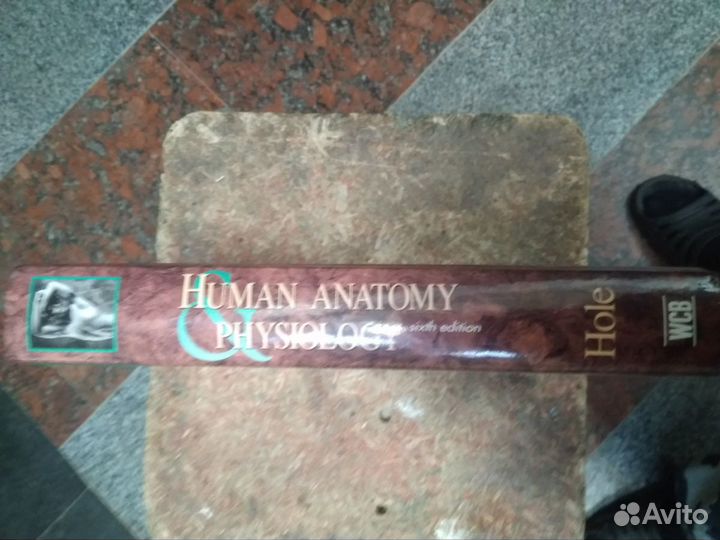 HUMAN ANATOMY
&
PHYSIOLOGY
sixth edition
Hole
WCB
Avito